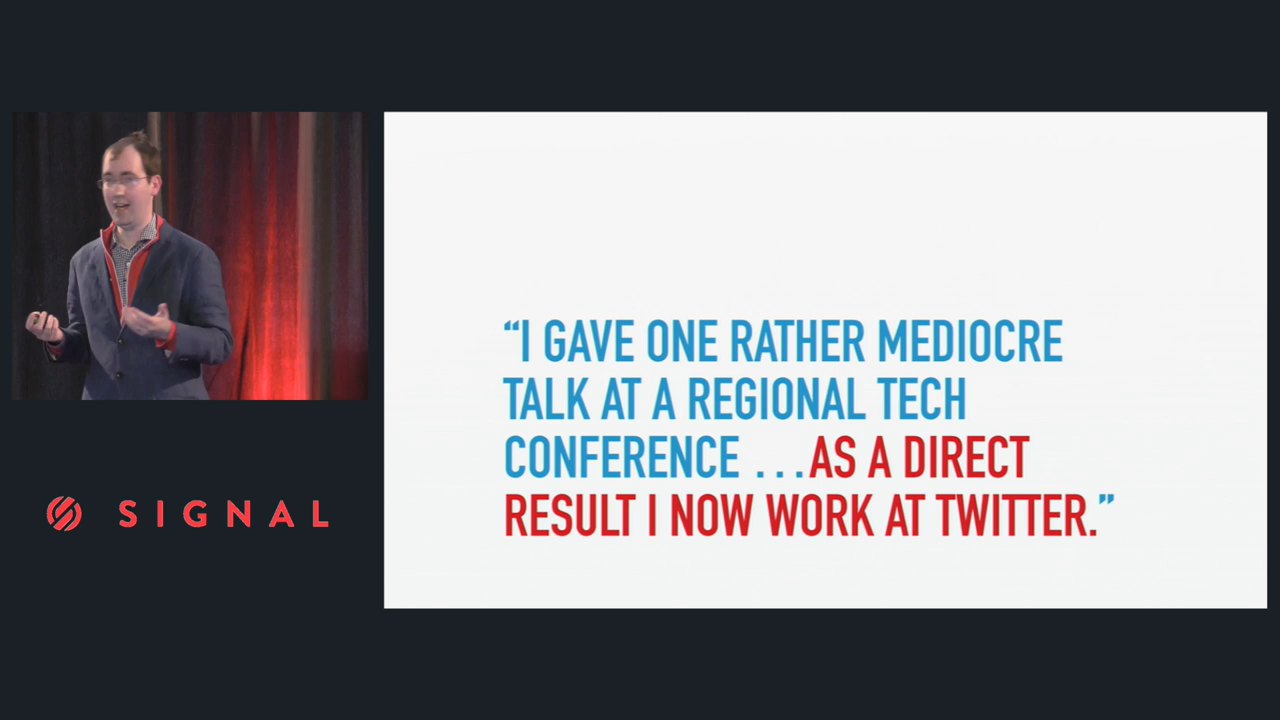 “I GAVE ONE RATHER MEDIOCRE
TALK AT A REGIONAL TECH
CONFERENCE . . .AS A DIRECT
RESULT I NOW WORK AT TWITTER.”
SIGNAL